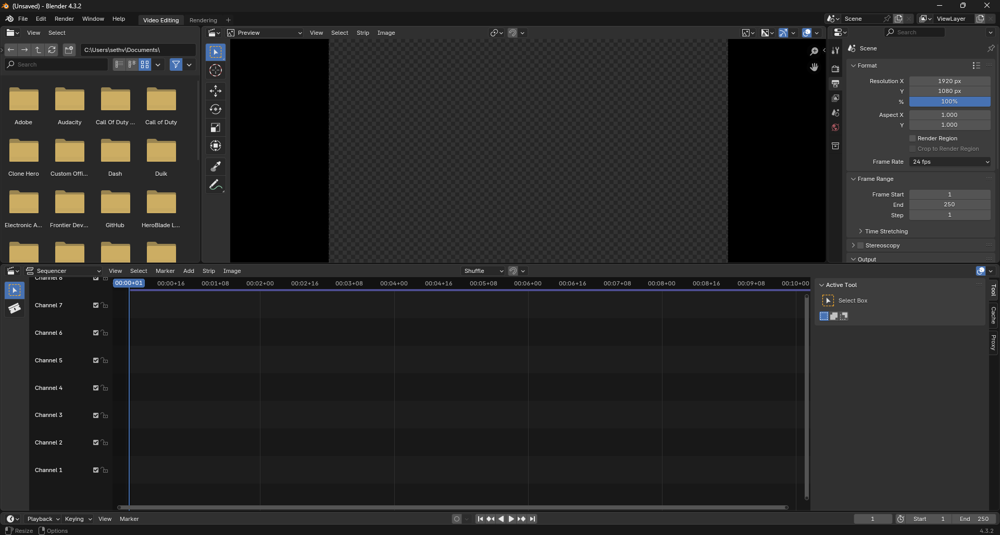 (Unsaved) - Blender 4.3.2
File Edit Render Window Help Video Editing Rendering
Scene ViewLayer
View Select
Preview View Select Strip Image
Search
C:\Users\sethv\Documents\
Search
Adobe Audacity Call Of Duty ... Call of Duty
Clone Hero Custom Offi... Dash Duik
Electronic A... Frontier Dev... GitHub HeroBlade L...
Scene
Format
Resolution X 1920 px
Y 1080 px
% 100%
Aspect X 1.000
Y 1.000
Render Region
Crop to Render Region
Frame Rate 24 fps
Frame Range
Frame Start 1
End 250
Step 1
Time Stretching
Stereoscopy
Output
Sequencer View Select Marker Add Strip Image Shuffle
00:00+01 00:00+16 00:01+08 00:02+00 00:02+16 00:03+08 00:04+00 00:04+16 00:05+08 00:06+00 00:06+16 00:07+08 00:08+00 00:08+16 00:09+08 00:10+00
Channel 8
Channel 7
Channel 6
Channel 5
Channel 4
Channel 3
Channel 2
Channel 1
Active Tool
Select Box
Tool
Cache
Proxy
Playback Keying View Marker
1 Start 1 End 250
Resize Options
4.3.2